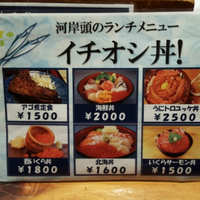 河岸頭のランチメニュー
イチオシ丼!
アゴ煮定食
海鮮丼
うにトロユッケ丼
¥1500
¥2000
¥2500
いくら丼
北海丼
いくらサーモン丼
¥1800
¥1600
¥1500